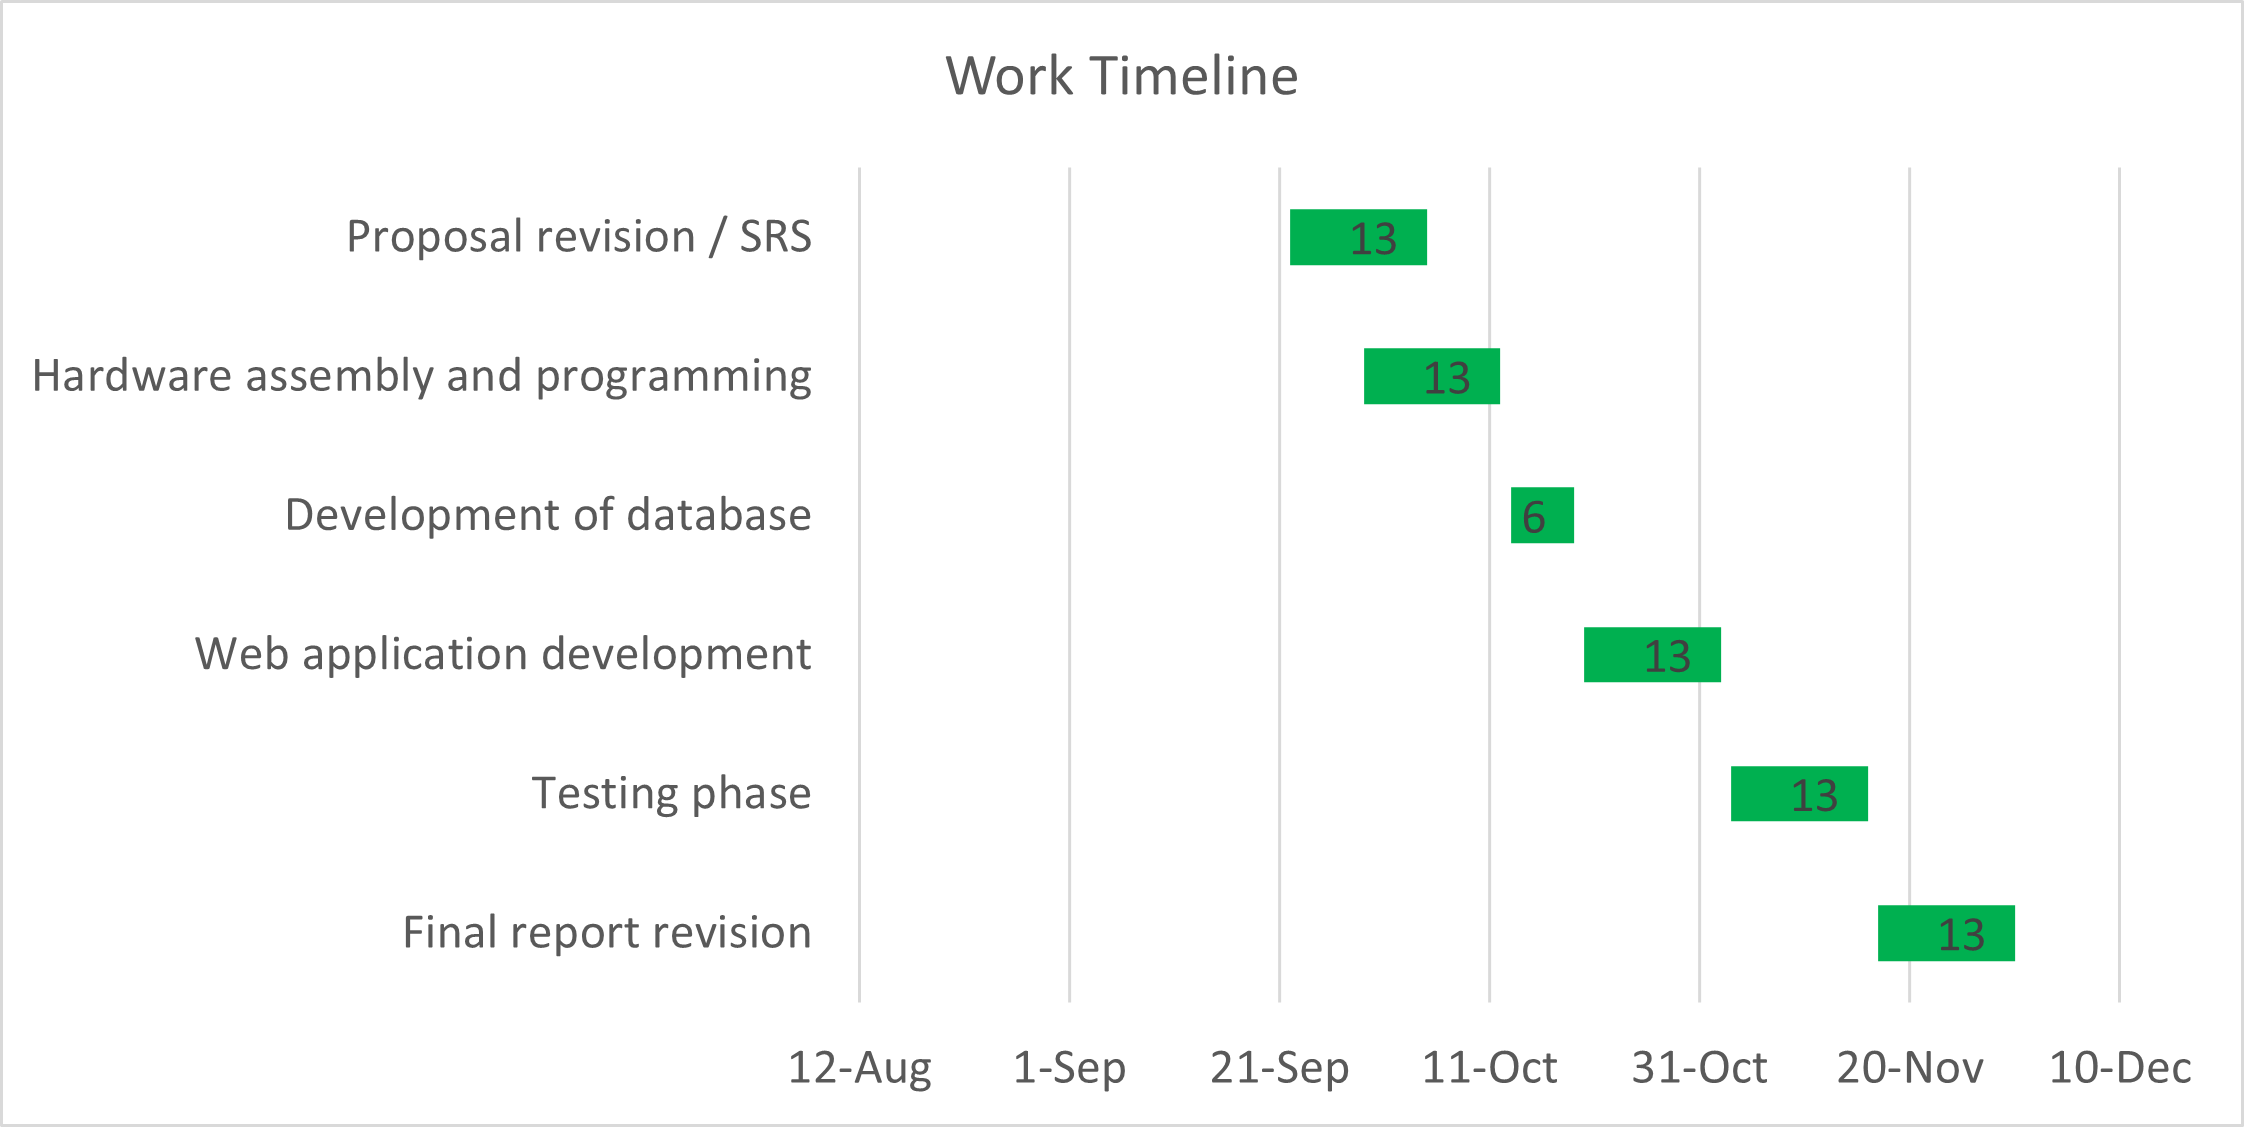 Work Timeline
Proposal revision / SRS
13
Hardware assembly and programming
13
Development of database
6
Web application development
13
Testing phase
13
Final report revision
13
12-Aug
1-Sep
21-Sep
11-Oct
31-Oct
20-Nov
10-Dec